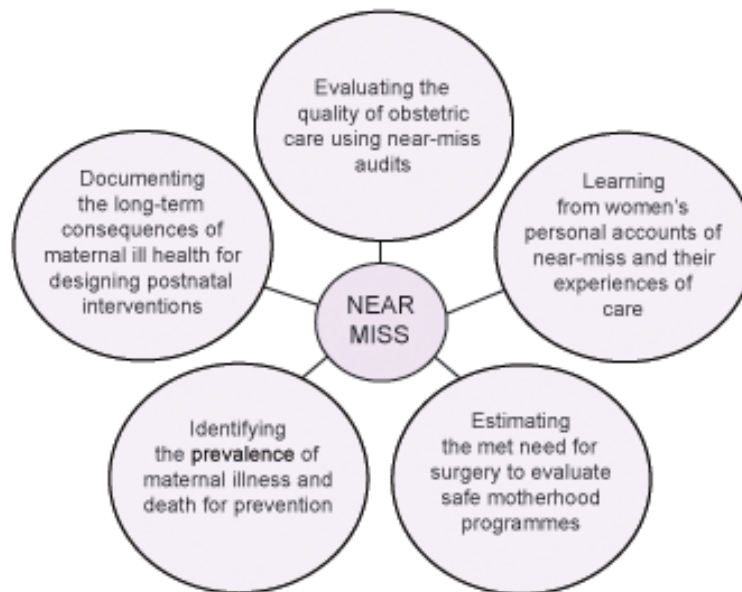 Evaluating the
quality of obstetric
care using near-miss
audits
Documenting
the long-term
consequences of
maternal ill health for
designing postnatal
interventions
Learning
from women's
personal accounts of
near-miss and their
experiences of
care
NEAR
MISS
Identifying
the prevalence of
maternal illness and
death for prevention
Estimating
the met need for
surgery to evaluate
safe motherhood
programmes